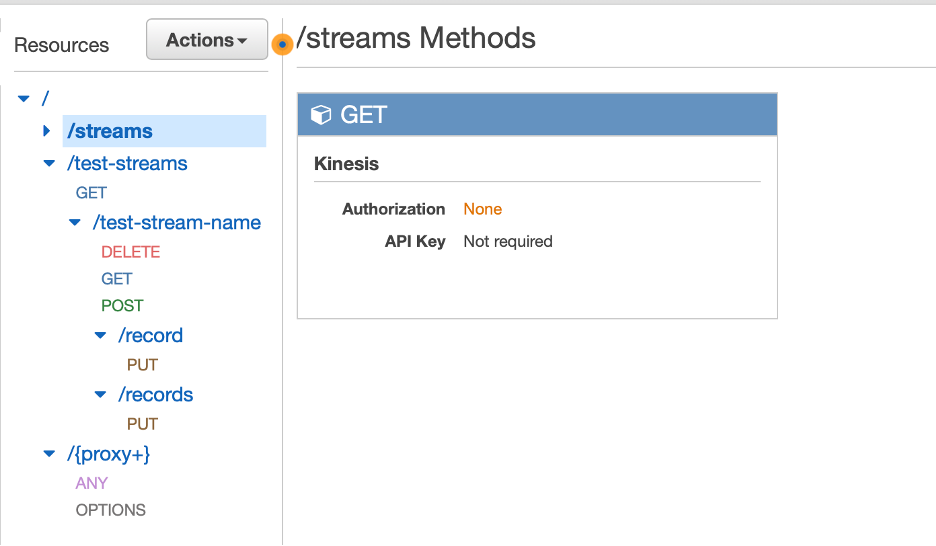 Resources
Actions
/streams Methods
/
/streams
/test-streams
GET
/test-stream-name
DELETE
GET
POST
/record
PUT
/records
PUT
/{proxy+}
ANY
OPTIONS
GET
Kinesis
Authorization None
API Key Not required